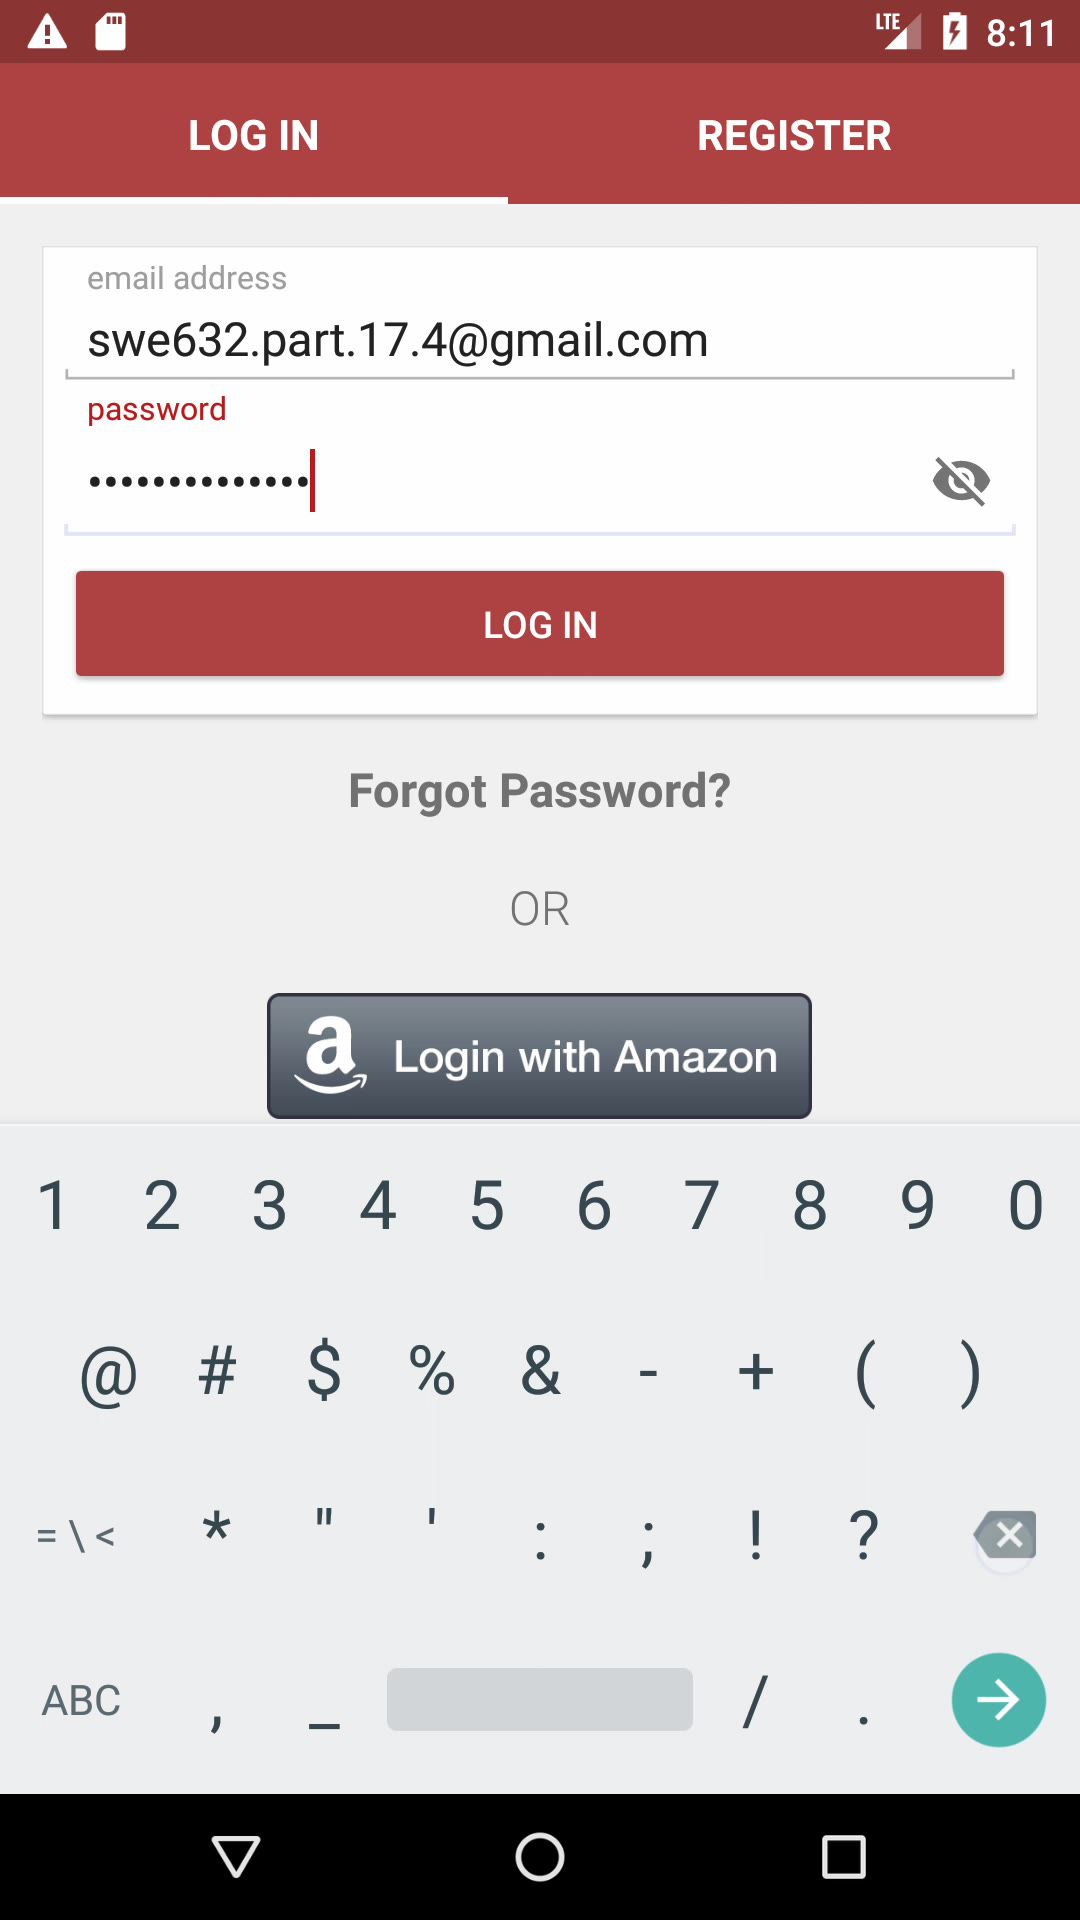 LTE 8:11
LOG IN REGISTER
email address
swe632.part.17.4@gmail.com
password
••••••••••••••
LOG IN
Forgot Password?
OR
a Login with Amazon
1 2 3 4 5 6 7 8 9 0
@ # $ % & - + ( )
= \ < * " ' : ; ! ?
ABC , _ / .